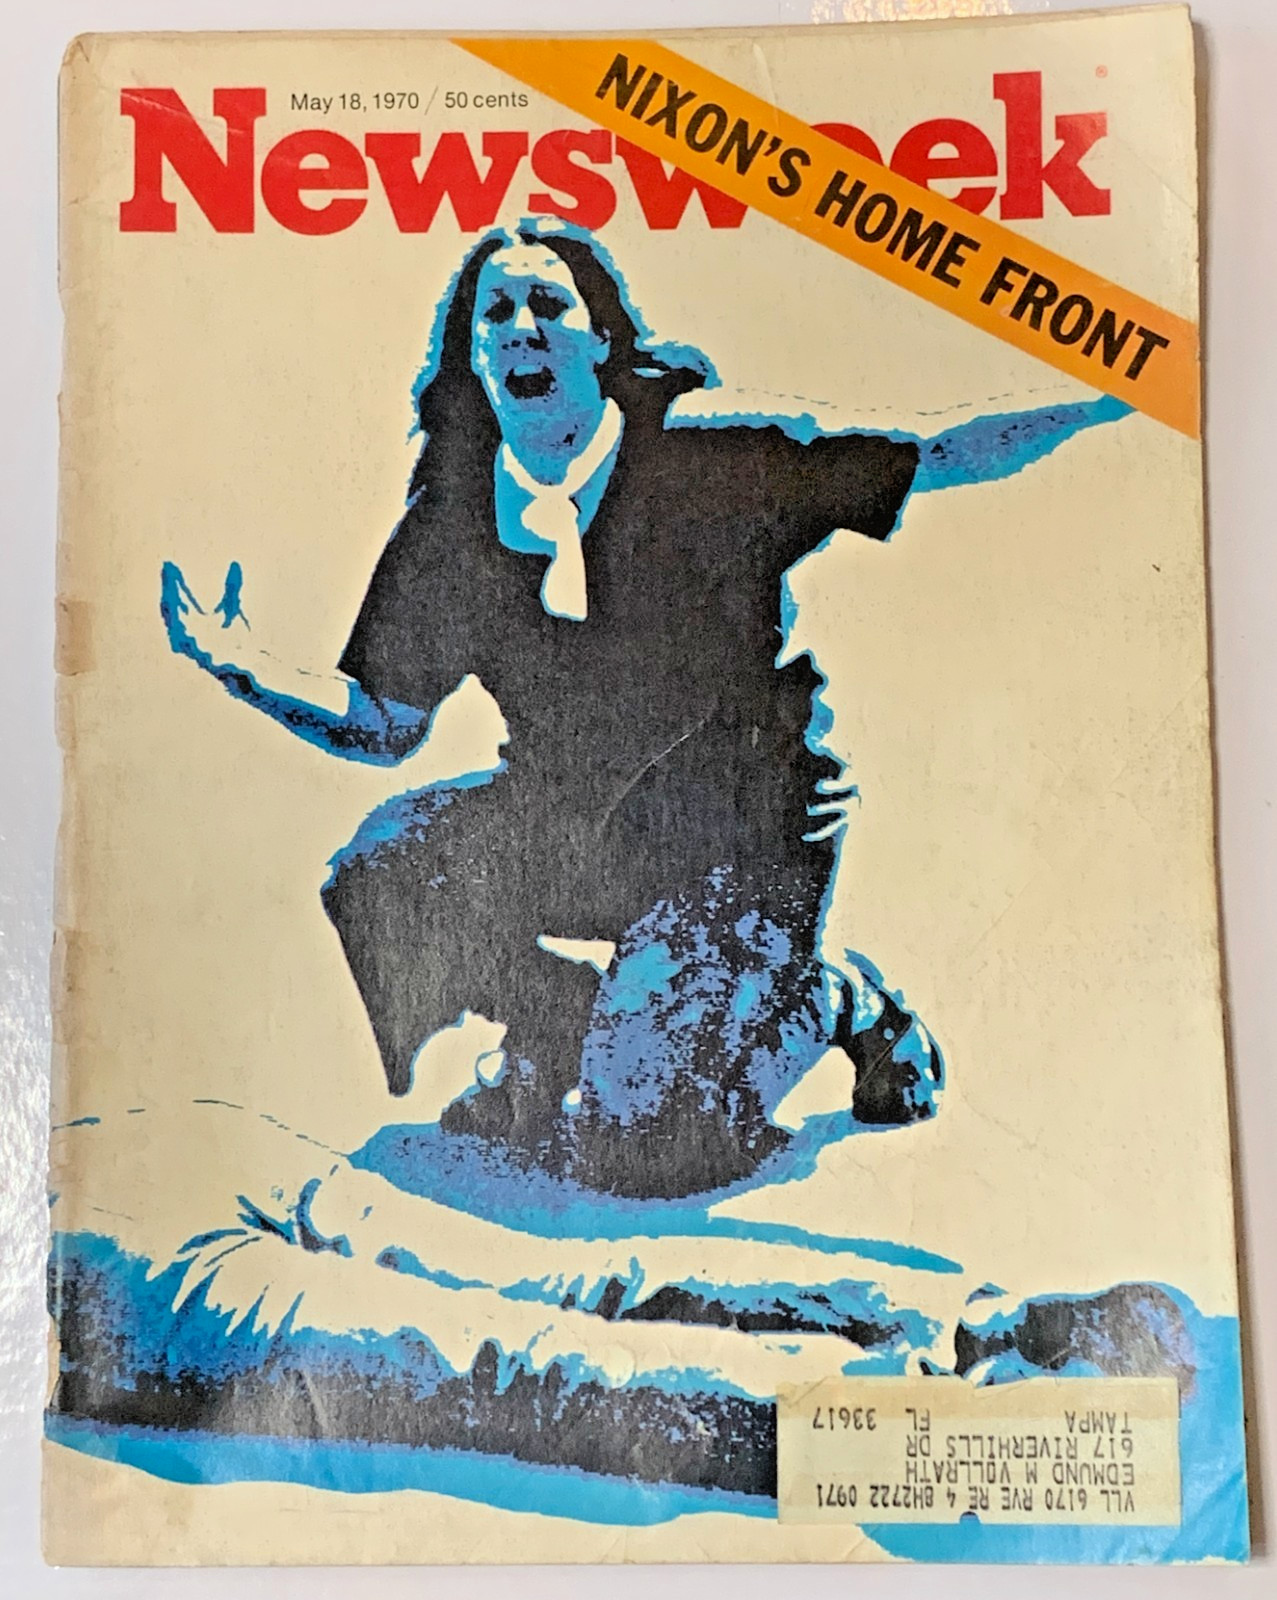 May 18, 1970 / 50 cents
Newsweek®
NIXON'S HOME FRONT
VLL 6170 RVE RE 4 8H2722 0971
EDMUND M VOLLRATH
617 RIVERHILLS DR
TAMPA FL 33617